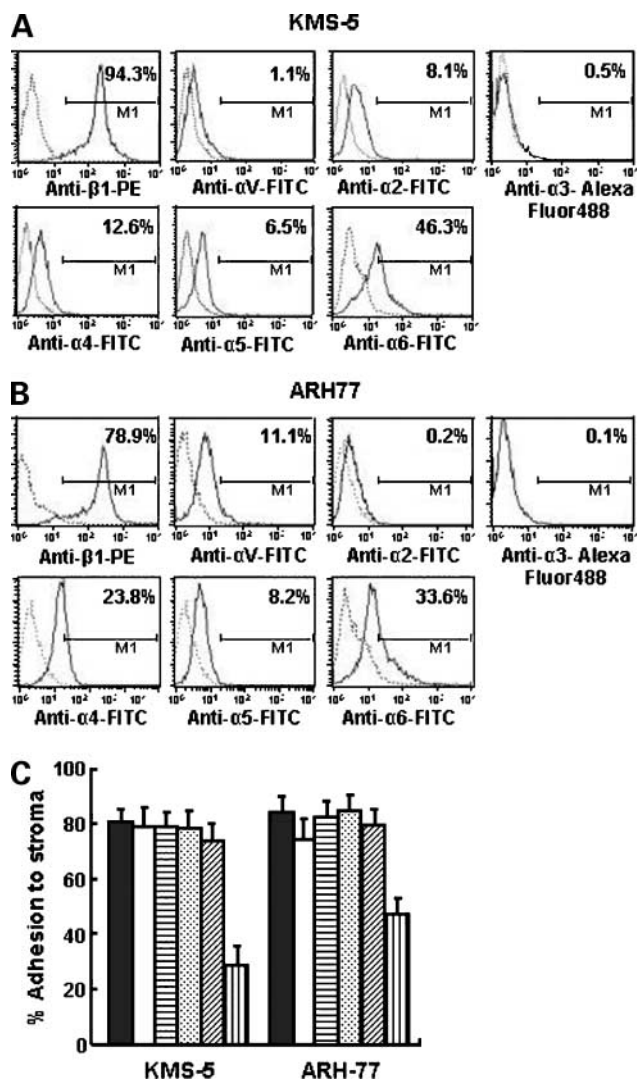 A
KMS-5
94.3%
1.1%
8.1%
0.5%
M1
M1
M1
M1
10⁰ 10¹ 10² 10³ 10⁴
Anti-β1-PE
Anti-αV-FITC
Anti-α2-FITC
Anti-α3- Alexa
Fluor488
12.6%
6.5%
46.3%
M1
M1
M1
Anti-α4-FITC
Anti-α5-FITC
Anti-α6-FITC
B
ARH77
78.9%
11.1%
0.2%
0.1%
M1
M1
M1
M1
Anti-β1-PE
Anti-αV-FITC
Anti-α2-FITC
Anti-α3- Alexa
Fluor488
23.8%
8.2%
33.6%
M1
M1
M1
Anti-α4-FITC
Anti-α5-FITC
Anti-α6-FITC
C
% Adhesion to stroma
100
80
60
40
20
0
KMS-5
ARH-77